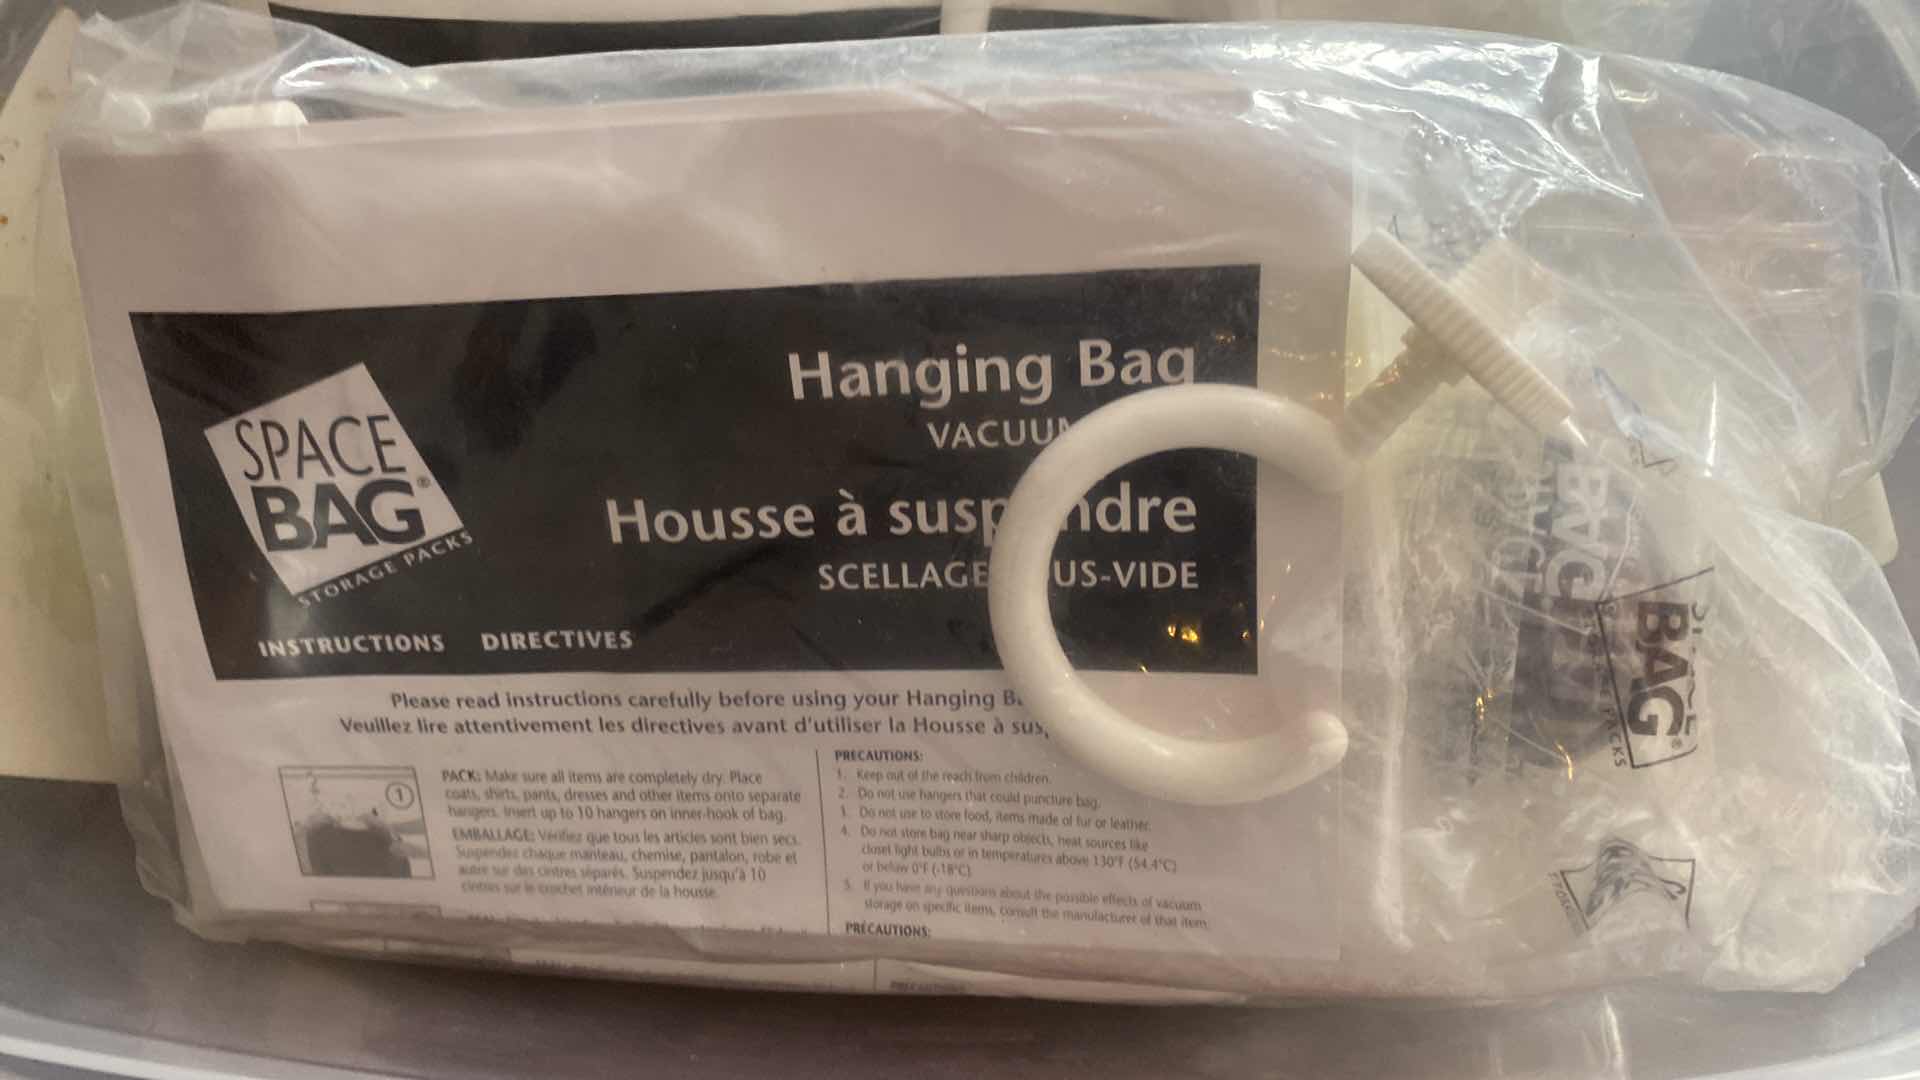 Hanging Bag
VACUU
SPACE
BAG®
STORAGE PACKS
Housse à susp ndre
SCELLAGE US-VIDE
INSTRUCTIONS DIRECTIVES
Please read instructions carefully before using your Hanging B
Veuillez lire attentivement les directives avant d'utiliser la Housse à sus
1
PACK: Make sure all items are completely dry. Place
coats, shirts, pants, dresses and other items onto separate
hangers. Insert up to 10 hangers on inner-hook of bag.
EMBALLAGE: Vérifiez que tous les articles sont bien secs.
Suspendez chaque manteau, chemise, pantalon, robe et
autre sur des cintres séparés. Suspendez jusqu'à 10
cintres sur le crochet intérieur de la housse.
PRECAUTIONS:
1. Keep out of the reach from children.
2. Do not use hangers that could puncture bag.
3. Do not use to store food, items made of fur or leather.
4. Do not store bag near sharp objects, heat sources like
closet light bulbs or in temperatures above 130°F (54.4°C)
or below 0°F (-18°C)
5. If you have any questions about the possible effects of vacuum
storage on specific items, consult the manufacturer of that item.
PRÉCAUTIONS:
BAG®
PACKS
BAG